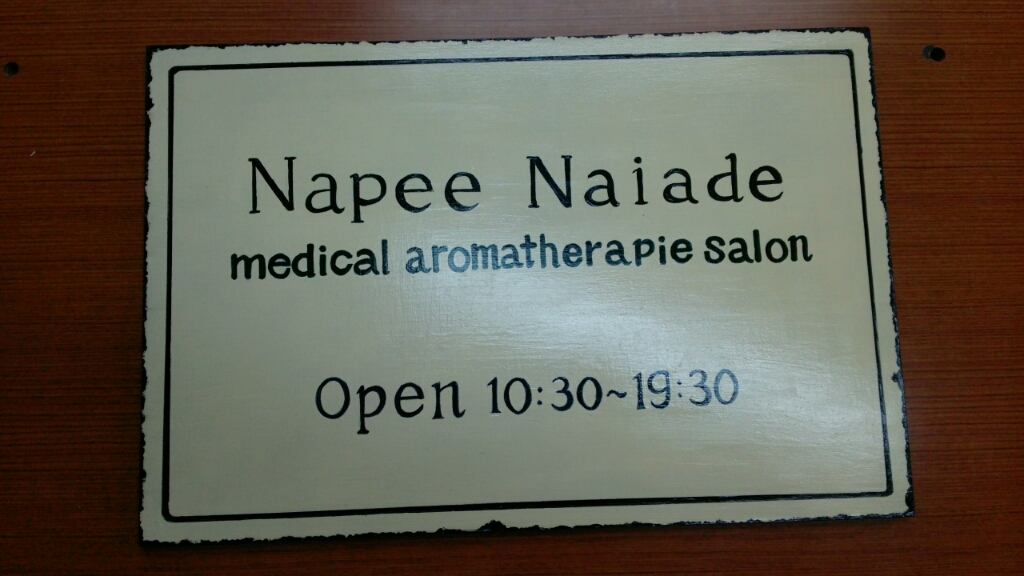 Napee Naiade
medical aromatherapie salon
Open 10:30~19:30